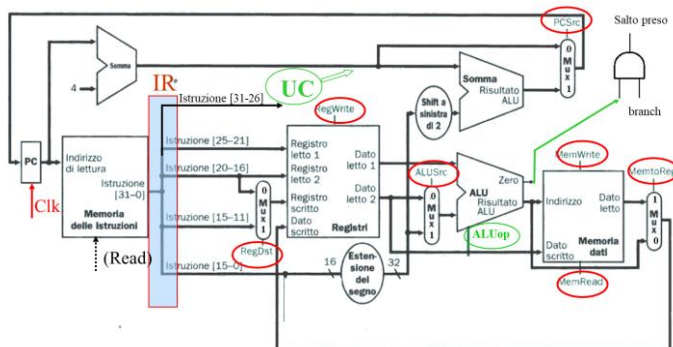 PCSrc
Salto preso
IR
Somma
4
UC
0
Mux
1
Somma
Risultato
ALU
Istruzione [31-26]
RegWrite
Shift a
sinistra
di 2
branch
Istruzione [25–21]
Istruzione [20–16]
Istruzione [15–11]
Istruzione [15–0]
PC
Indirizzo
di lettura
Istruzione
[31–0]
Memoria
delle istruzioni
Clk
(Read)
0
Mux
1
RegDst
Registro
letto 1
Registro
letto 2
Registro
scritto
Dato
scritto
Dato
letto 1
Dato
letto 2
Registri
ALUSrc
0
Mux
1
Zero
ALU
Risultato
ALU
ALUop
MemWrite
MemtoReg
Indirizzo
Dato
letto
Dato
scritto
Memoria
dati
MemRead
1
Mux
0
16
Esten-
sione
del
segno
32